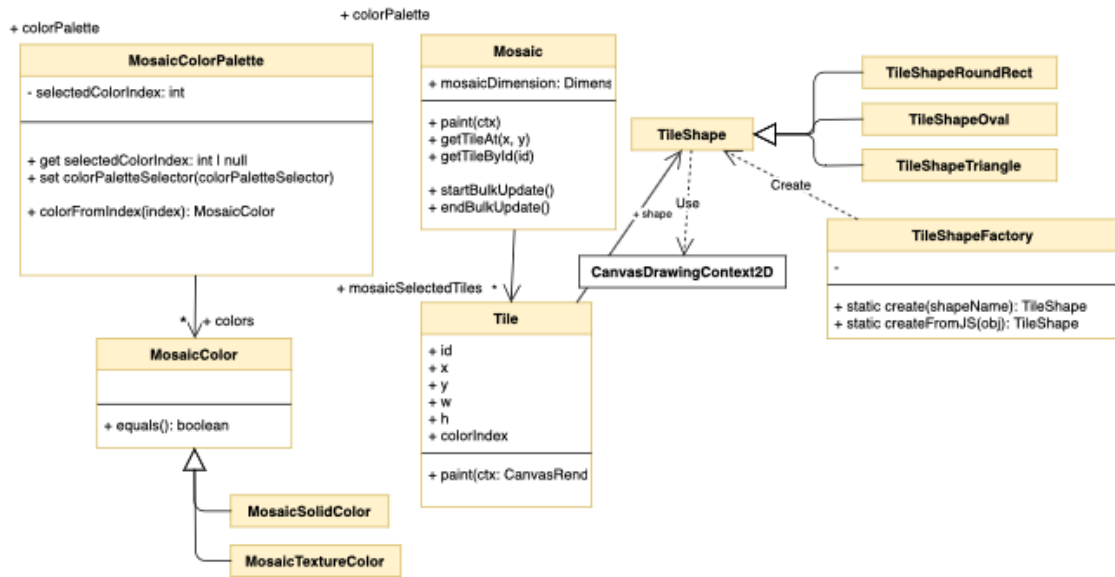 + colorPalette
MosaicColorPalette
- selectedColorIndex: int
+ get selectedColorIndex: int | null
+ set colorPaletteSelector(colorPaletteSelector)
+ colorFromIndex(index): MosaicColor
* + colors
MosaicColor
+ equals(): boolean
MosaicSolidColor
MosaicTextureColor
+ colorPalette
Mosaic
+ mosaicDimension: Dimens
+ paint(ctx)
+ getTileAt(x, y)
+ getTileById(id)
+ startBulkUpdate()
+ endBulkUpdate()
+ mosaicSelectedTiles *
Tile
+ id
+ x
+ y
+ w
+ h
+ colorIndex
+ paint(ctx: CanvasRend
TileShape
+ shape
Use
Create
CanvasDrawingContext2D
TileShapeRoundRect
TileShapeOval
TileShapeTriangle
TileShapeFactory
-
+ static create(shapeName): TileShape
+ static createFromJS(obj): TileShape